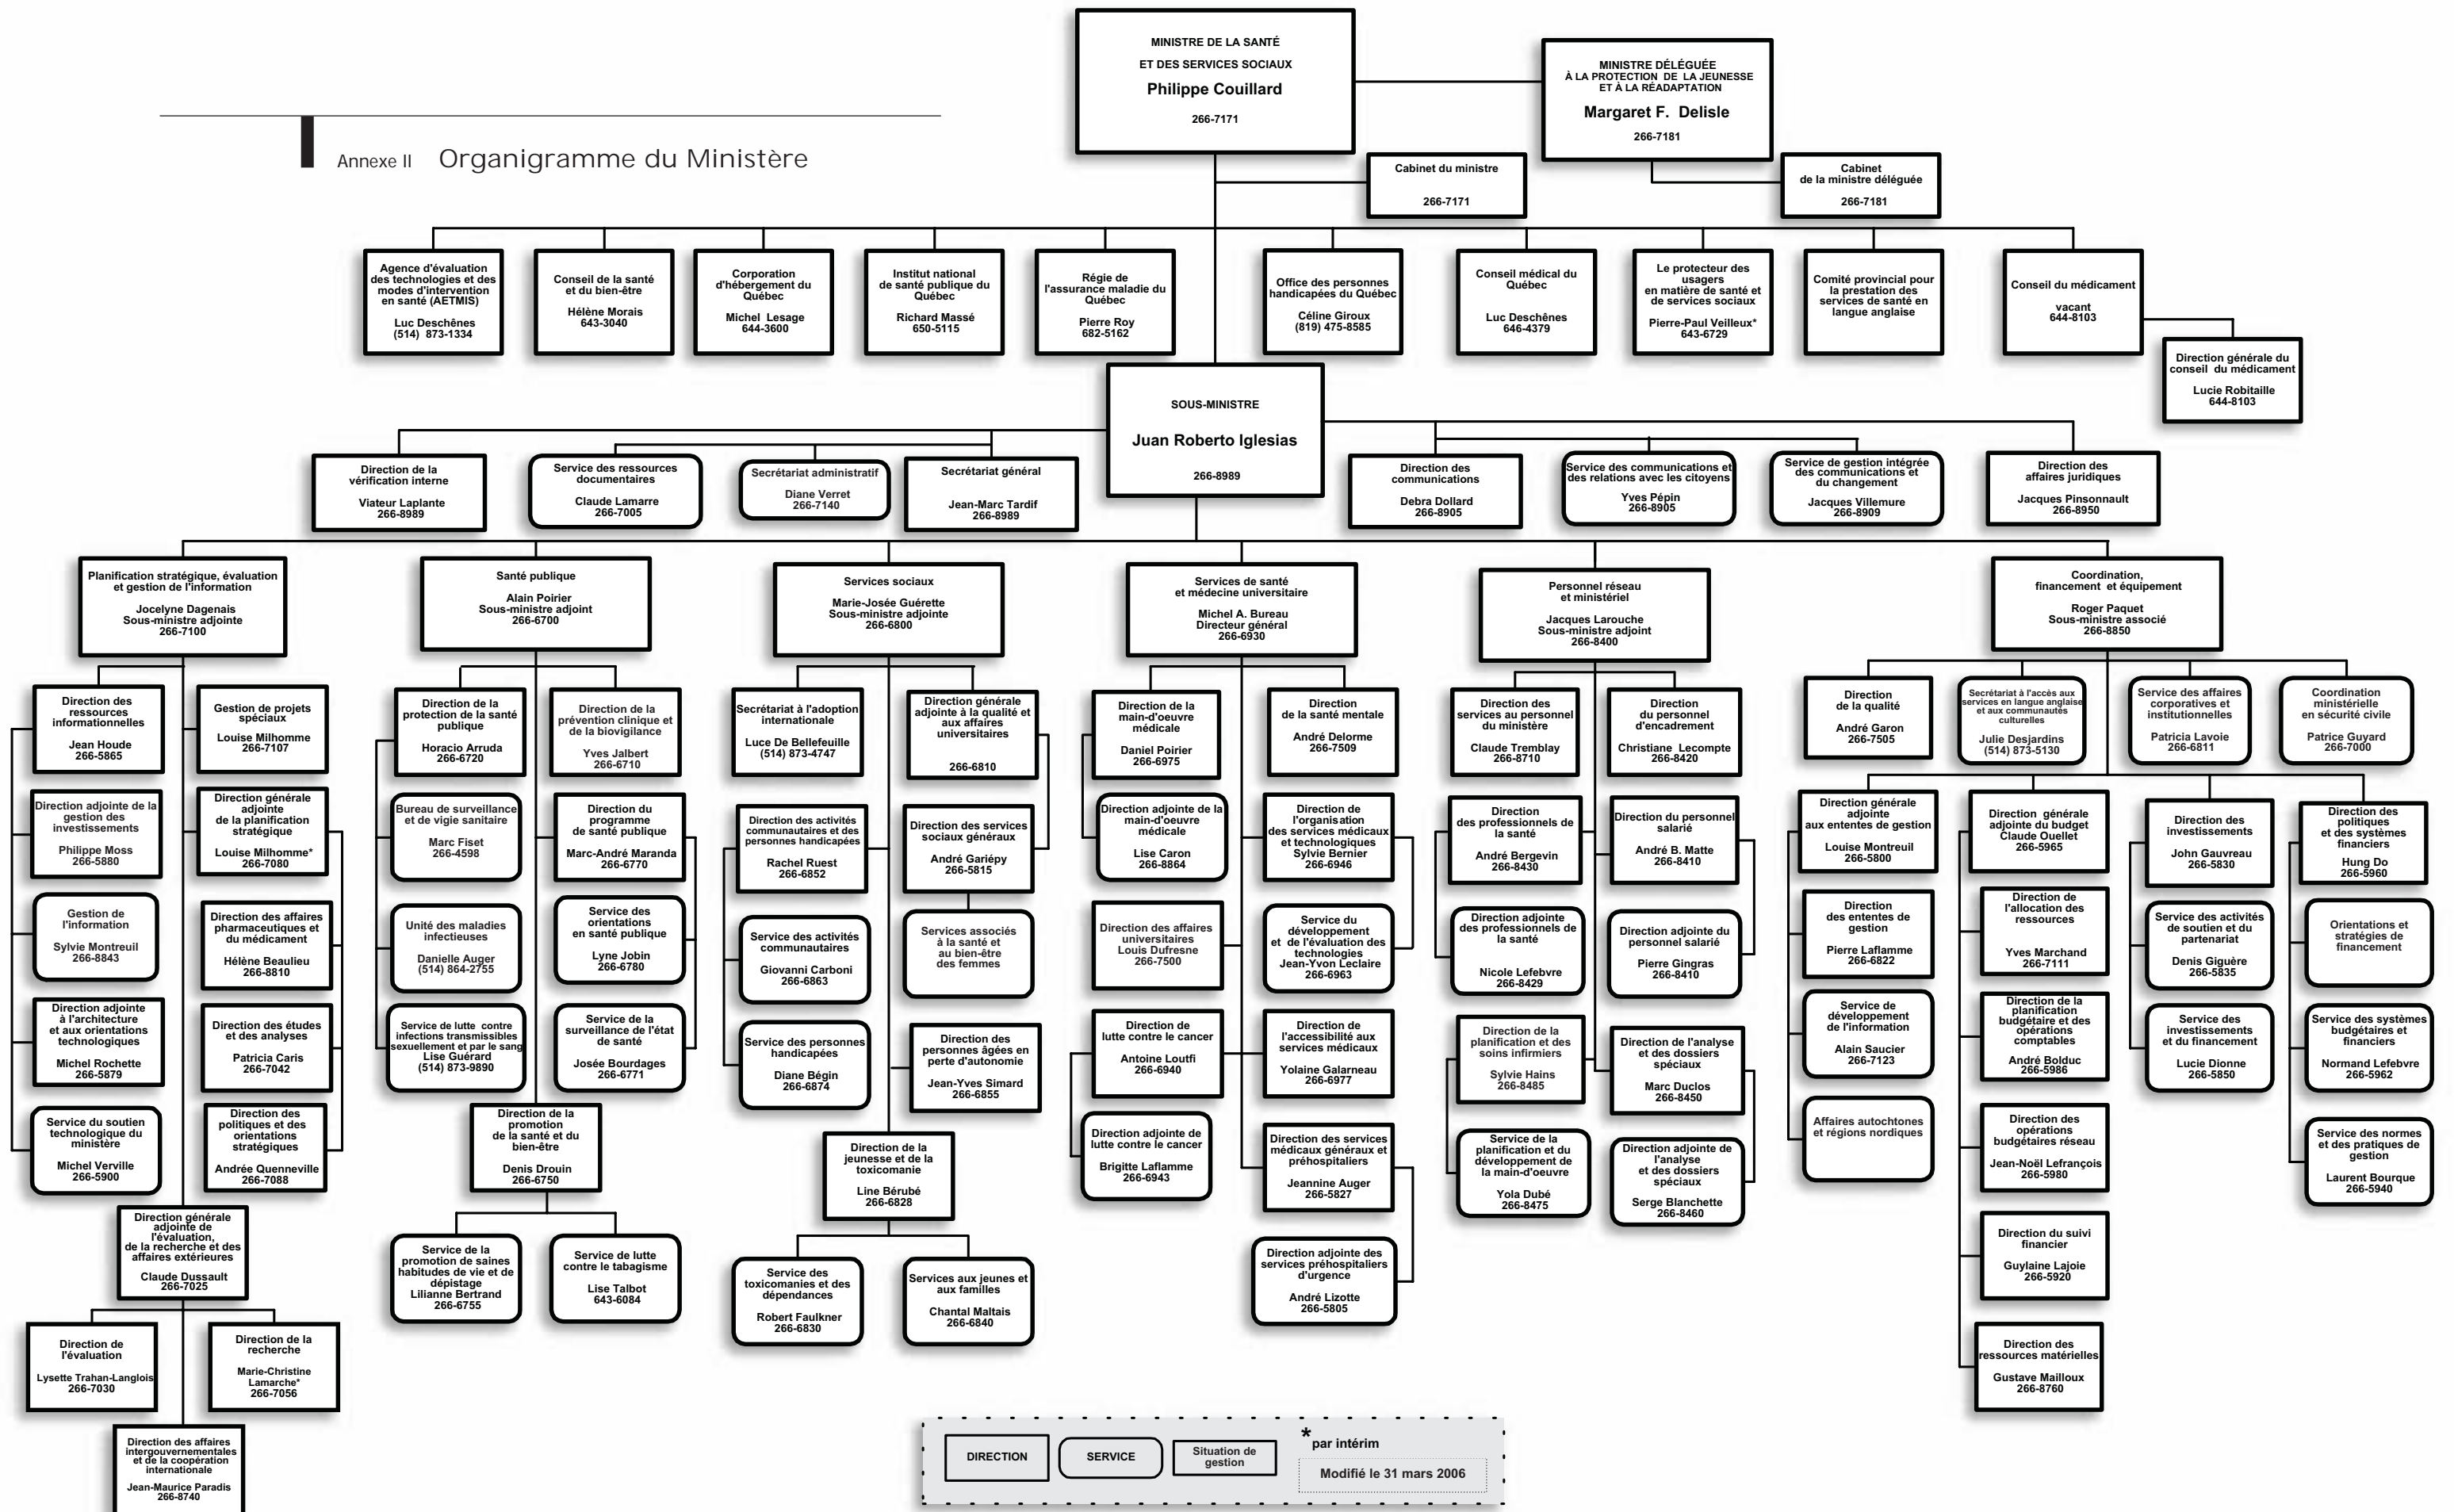 MINISTRE DE LA SANTÉ
ET DES SERVICES SOCIAUX
Philippe Couillard
266-7171
MINISTRE DÉLÉGUÉE
À LA PROTECTION DE LA JEUNESSE
ET À LA RÉADAPTATION
Margaret F. Delisle
266-7181
Annexe II Organigramme du Ministère
Cabinet du ministre
266-7171
Cabinet
de la ministre déléguée
266-7181
Agence d'évaluation
des technologies et des
modes d'intervention
en santé (AETMIS)
Luc Deschênes
(514) 873-1334
Conseil de la santé
et du bien-être
Hélène Morais
643-3040
Corporation
d'hébergement du
Québec
Michel Lesage
644-3600
Institut national
de santé publique du
Québec
Richard Massé
650-5115
Régie de
l'assurance maladie du
Québec
Pierre Roy
682-5162
Office des personnes
handicapées du Québec
Céline Giroux
(819) 475-8585
Conseil médical du
Québec
Luc Deschênes
646-4379
Le protecteur des
usagers
en matière de santé et
de services sociaux
Pierre-Paul Veilleux*
643-6729
Comité provincial pour
la prestation des
services de santé en
langue anglaise
Conseil du médicament
vacant
644-8103
Direction générale du
conseil du médicament
Lucie Robitaille
644-8103
SOUS-MINISTRE
Juan Roberto Iglesias
266-8989
Direction de la
vérification interne
Viateur Laplante
266-8989
Service des ressources
documentaires
Claude Lamarre
266-7005
Secrétariat administratif
Diane Verret
266-7140
Secrétariat général
Jean-Marc Tardif
266-8989
Direction des
communications
Debra Dollard
266-8905
Service des communications et
des relations avec les citoyens
Yves Pépin
266-8905
Service de gestion intégrée
des communications et
du changement
Jacques Villemure
266-8909
Direction des
affaires juridiques
Jacques Pinsonnault
266-8950
Planification stratégique, évaluation
et gestion de l'information
Jocelyne Dagenais
Sous-ministre adjointe
266-7100
Santé publique
Alain Poirier
Sous-ministre adjoint
266-6700
Services sociaux
Marie-Josée Guérette
Sous-ministre adjointe
266-6800
Services de santé
et médecine universitaire
Michel A. Bureau
Directeur général
266-6930
Personnel réseau
et ministériel
Jacques Larouche
Sous-ministre adjoint
266-8400
Coordination,
financement et équipement
Roger Paquet
Sous-ministre associé
266-8850
Direction des
ressources
informationnelles
Jean Houde
266-5865
Gestion de projets
spéciaux
Louise Milhomme
266-7107
Direction adjointe de la
gestion des
investissements
Philippe Moss
266-5880
Direction générale
adjointe
de la planification
stratégique
Louise Milhomme*
266-7080
Gestion de
l'information
Sylvie Montreuil
266-8843
Direction des affaires
pharmaceutiques et
du médicament
Hélène Beaulieu
266-8810
Direction adjointe
à l'architecture
et aux orientations
technologiques
Michel Rochette
266-5879
Direction des études
et des analyses
Patricia Caris
266-7042
Service du soutien
technologique du
ministère
Michel Verville
266-5900
Direction des
politiques et des
orientations
stratégiques
Andrée Quenneville
266-7088
Direction générale
adjointe de
l'évaluation,
de la recherche et des
affaires extérieures
Claude Dussault
266-7025
Direction de
l'évaluation
Lysette Trahan-Langlois
266-7030
Direction de la
recherche
Marie-Christine
Lamarche*
266-7056
Direction des affaires
intergouvernementales
et de la coopération
internationale
Jean-Maurice Paradis
266-8740
Direction de la
protection de la santé
publique
Horacio Arruda
266-6720
Direction de la
prévention clinique et
de la biovigilance
Yves Jalbert
266-6710
Bureau de surveillance
et de vigie sanitaire
Marc Fiset
266-4598
Direction du
programme
de santé publique
Marc-André Maranda
266-6770
Unité des maladies
infectieuses
Danielle Auger
(514) 864-2755
Service des
orientations
en santé publique
Lyne Jobin
266-6780
Service de lutte contre
infections transmissibles
sexuellement et par le sang
Lise Guérard
(514) 873-9890
Service de la
surveillance de l'état
de santé
Josée Bourdages
266-6771
Direction de la
promotion
de la santé et du
bien-être
Denis Drouin
266-6750
Service de la
promotion de saines
habitudes de vie et de
dépistage
Lilianne Bertrand
266-6755
Service de lutte
contre le tabagisme
Lise Talbot
643-6084
Secrétariat à l'adoption
internationale
Luce De Bellefeuille
(514) 873-4747
Direction générale
adjointe à la qualité et
aux affaires
universitaires
266-6810
Direction des activités
communautaires et des
personnes handicapées
Rachel Ruest
266-6852
Direction des services
sociaux généraux
André Gariépy
266-5815
Service des activités
communautaires
Giovanni Carboni
266-6863
Services associés
à la santé et
au bien-être
des femmes
Service des personnes
handicapées
Diane Bégin
266-6874
Direction des
personnes âgées en
perte d'autonomie
Jean-Yves Simard
266-6855
Direction de la
jeunesse et de la
toxicomanie
Line Bérubé
266-6828
Service des
toxicomanies et des
dépendances
Robert Faulkner
266-6830
Services aux jeunes et
aux familles
Chantal Maltais
266-6840
Direction de la
main-d'oeuvre
médicale
Daniel Poirier
266-6975
Direction
de la santé mentale
André Delorme
266-7509
Direction adjointe de la
main-d'oeuvre
médicale
Lise Caron
266-8864
Direction de
l'organisation
des services médicaux
et technologiques
Sylvie Bernier
266-6946
Direction des affaires
universitaires
Louis Dufresne
266-7500
Service du
développement
et de l'évaluation des
technologies
Jean-Yvon Leclaire
266-6963
Direction de
lutte contre le cancer
Antoine Loutfi
266-6940
Direction de
l'accessibilité aux
services médicaux
Yolaine Galarneau
266-6977
Direction adjointe de
lutte contre le cancer
Brigitte Laflamme
266-6943
Direction des services
médicaux généraux et
préhospitaliers
Jeannine Auger
266-5827
Direction adjointe des
services préhospitaliers
d'urgence
André Lizotte
266-5805
Direction des
services au personnel
du ministère
Claude Tremblay
266-8710
Direction
du personnel
d'encadrement
Christiane Lecompte
266-8420
Direction
des professionnels de
la santé
André Bergevin
266-8430
Direction du personnel
salarié
André B. Matte
266-8410
Direction adjointe
des professionnels de
la santé
Nicole Lefebvre
266-8429
Direction adjointe du
personnel salarié
Pierre Gingras
266-8410
Direction de la
planification et des
soins infirmiers
Sylvie Hains
266-8485
Direction de l'analyse
et des dossiers
spéciaux
Marc Duclos
266-8450
Service de la
planification et du
développement de
la main-d'oeuvre
Yola Dubé
266-8475
Direction adjointe de
l'analyse
et des dossiers
spéciaux
Serge Blanchette
266-8460
Direction
de la qualité
André Garon
266-7505
Secrétariat à l'accès aux
services en langue anglaise
et aux communautés
culturelles
Julie Desjardins
(514) 873-5130
Service des affaires
corporatives et
institutionnelles
Patricia Lavoie
266-6811
Coordination
ministérielle
en sécurité civile
Patrice Guyard
266-7000
Direction générale
adjointe
aux ententes de gestion
Louise Montreuil
266-5800
Direction générale
adjointe du budget
Claude Ouellet
266-5965
Direction des
investissements
John Gauvreau
266-5830
Direction des
politiques
et des systèmes
financiers
Hung Do
266-5960
Direction
des ententes de
gestion
Pierre Laflamme
266-6822
Direction de
l'allocation des
ressources
Yves Marchand
266-7111
Service des activités
de soutien et du
partenariat
Denis Giguère
266-5835
Orientations et
stratégies de
financement
Service de
développement
de l'information
Alain Saucier
266-7123
Direction de la
planification
budgétaire et des
opérations
comptables
André Bolduc
266-5986
Service des
investissements
et du financement
Lucie Dionne
266-5850
Service des systèmes
budgétaires et
financiers
Normand Lefebvre
266-5962
Affaires autochtones
et régions nordiques
Direction des
opérations
budgétaires réseau
Jean-Noël Lefrançois
266-5980
Service des normes
et des pratiques de
gestion
Laurent Bourque
266-5940
Direction du suivi
financier
Guylaine Lajoie
266-5920
Direction des
ressources matérielles
Gustave Mailloux
266-8760
DIRECTION
SERVICE
Situation de
gestion
*par intérim
Modifié le 31 mars 2006